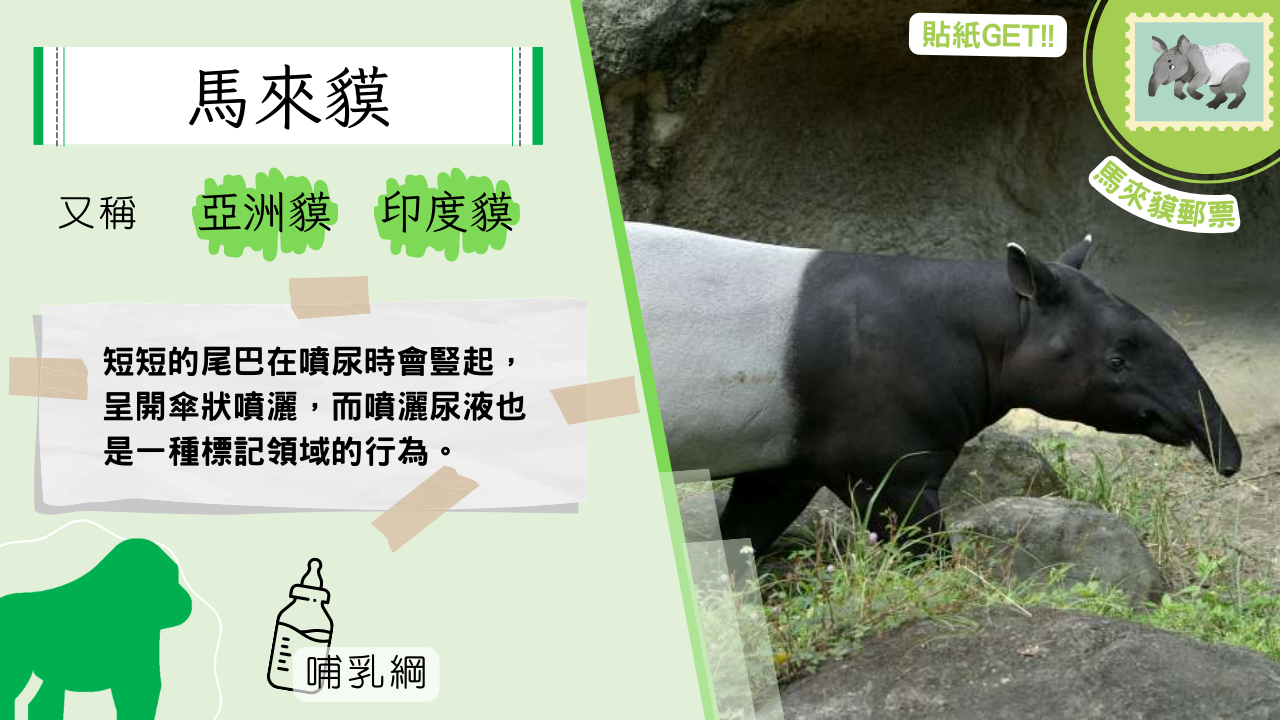 馬來貘
又稱 亞洲貘 印度貘
短短的尾巴在噴尿時會豎起，
呈開傘狀噴灑，而噴灑尿液也
是一種標記領域的行為。
哺乳綱
貼紙GET!!
馬來貘郵票